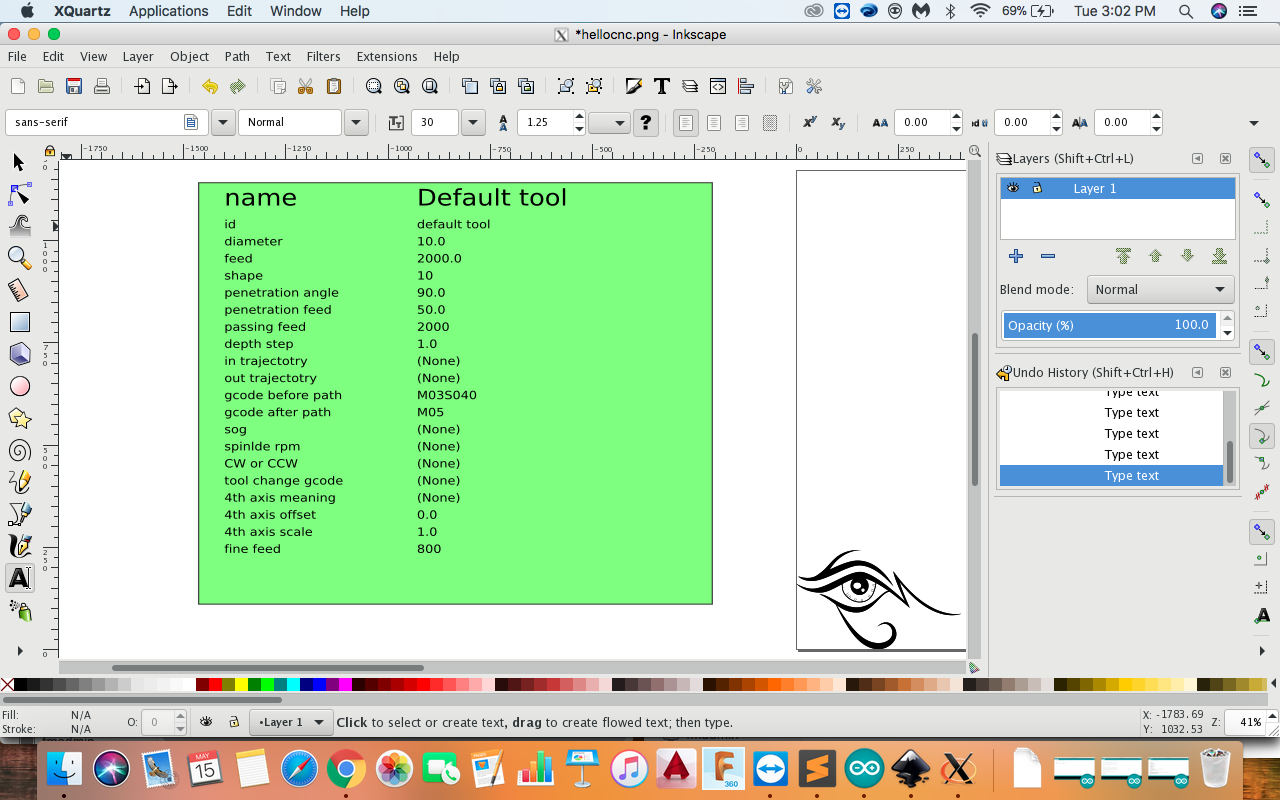 XQuartz Applications Edit Window Help 69% Tue 3:02 PM
*hellocnc.png - Inkscape
File Edit View Layer Object Path Text Filters Extensions Help
sans-serif Normal 30 1.25 0.00 0.00 0.00
-1750 -1500 -1250 -1000 -750 -500 -250 0 250
Layers (Shift+Ctrl+L)
Layer 1
Blend mode: Normal
Opacity (%) 100.0
Undo History (Shift+Ctrl+H)
Type text
Type text
Type text
Type text
Type text
name Default tool
id default tool
diameter 10.0
feed 2000.0
shape 10
penetration angle 90.0
penetration feed 50.0
passing feed 2000
depth step 1.0
in trajectotry (None)
out trajectotry (None)
gcode before path M03S040
gcode after path M05
sog (None)
spinlde rpm (None)
CW or CCW (None)
tool change gcode (None)
4th axis meaning (None)
4th axis offset 0.0
4th axis scale 1.0
fine feed 800
Fill: N/A
Stroke: N/A
O: 0
•Layer 1
Click to select or create text, drag to create flowed text; then type.
X: -1783.69
Y: 1032.53
Z: 41%
MAY
15
360